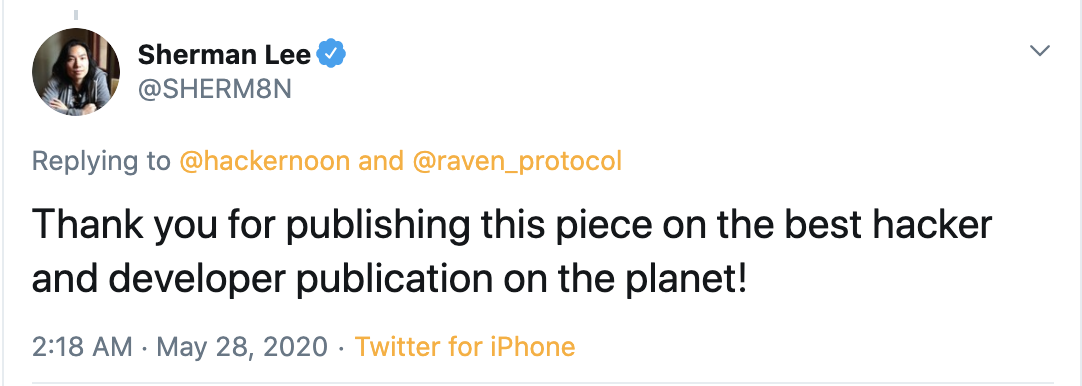 Sherman Lee
@SHERM8N
Replying to @hackernoon and @raven_protocol
Thank you for publishing this piece on the best hacker
and developer publication on the planet!
2:18 AM · May 28, 2020 · Twitter for iPhone